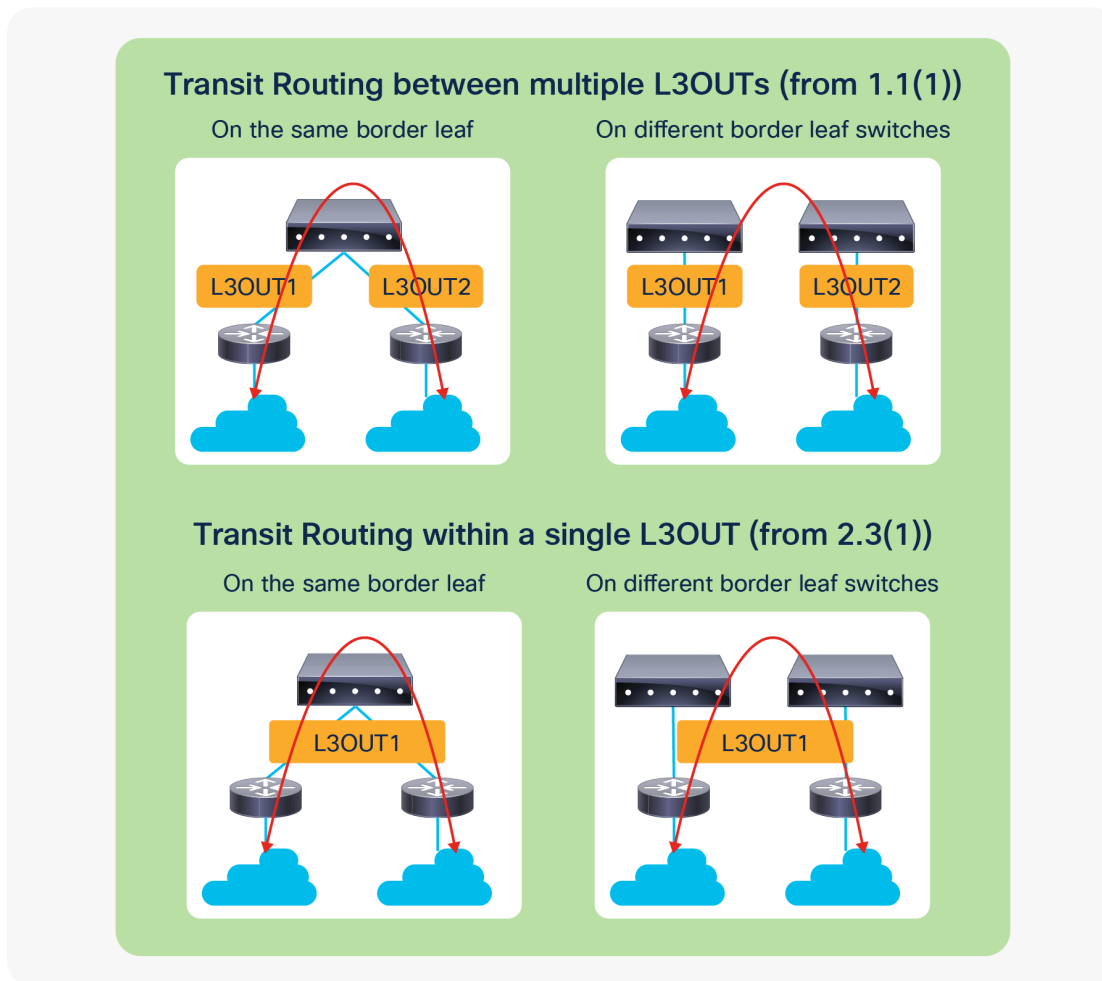 Transit Routing between multiple L3OUTs (from 1.1(1))
On the same border leaf
On different border leaf switches
L3OUT1
L3OUT2
L3OUT1
L3OUT2
Transit Routing within a single L3OUT (from 2.3(1))
On the same border leaf
On different border leaf switches
L3OUT1
L3OUT1